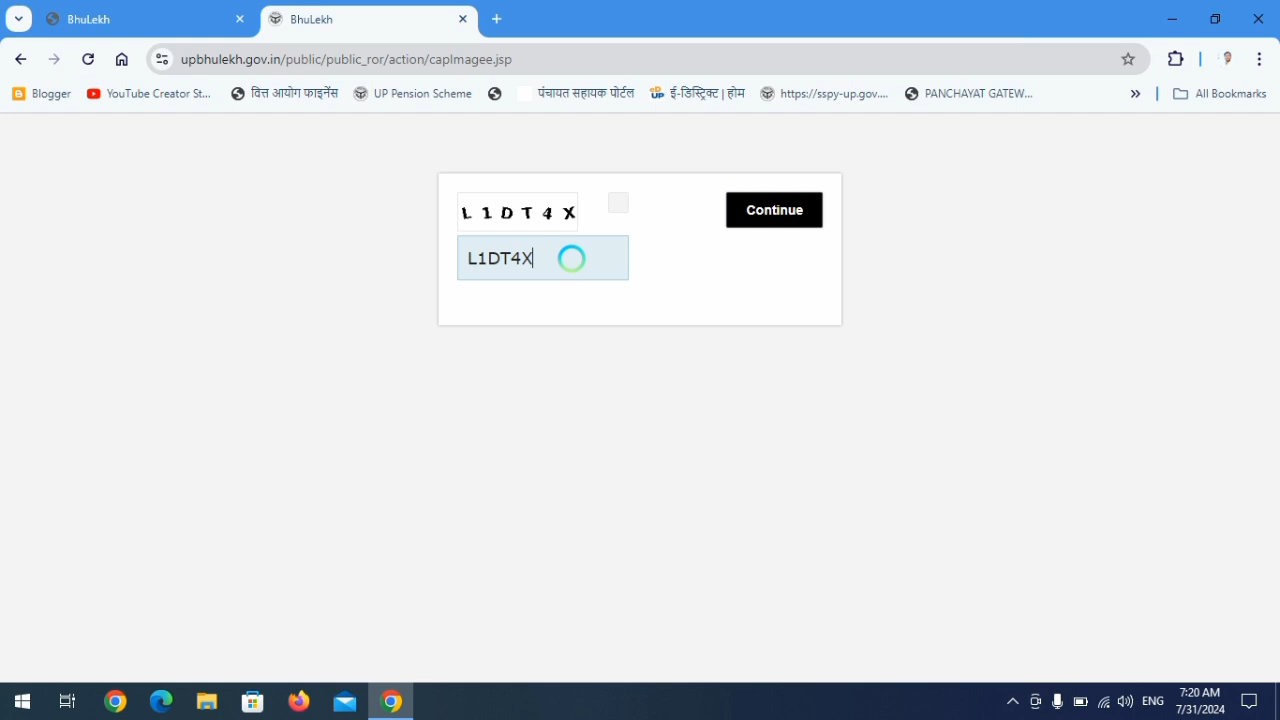 BhuLekh
BhuLekh
upbhulekh.gov.in/public/public_ror/action/capImagee.jsp
Blogger
YouTube Creator St...
वित्त आयोग फाइनेंस
UP Pension Scheme
पंचायत सहायक पोर्टल
ई-डिस्ट्रिक्ट | होम
https://sspy-up.gov....
PANCHAYAT GATEW...
All Bookmarks
L 1 D T 4 X
Continue
L1DT4X
ENG
7:20 AM
7/31/2024